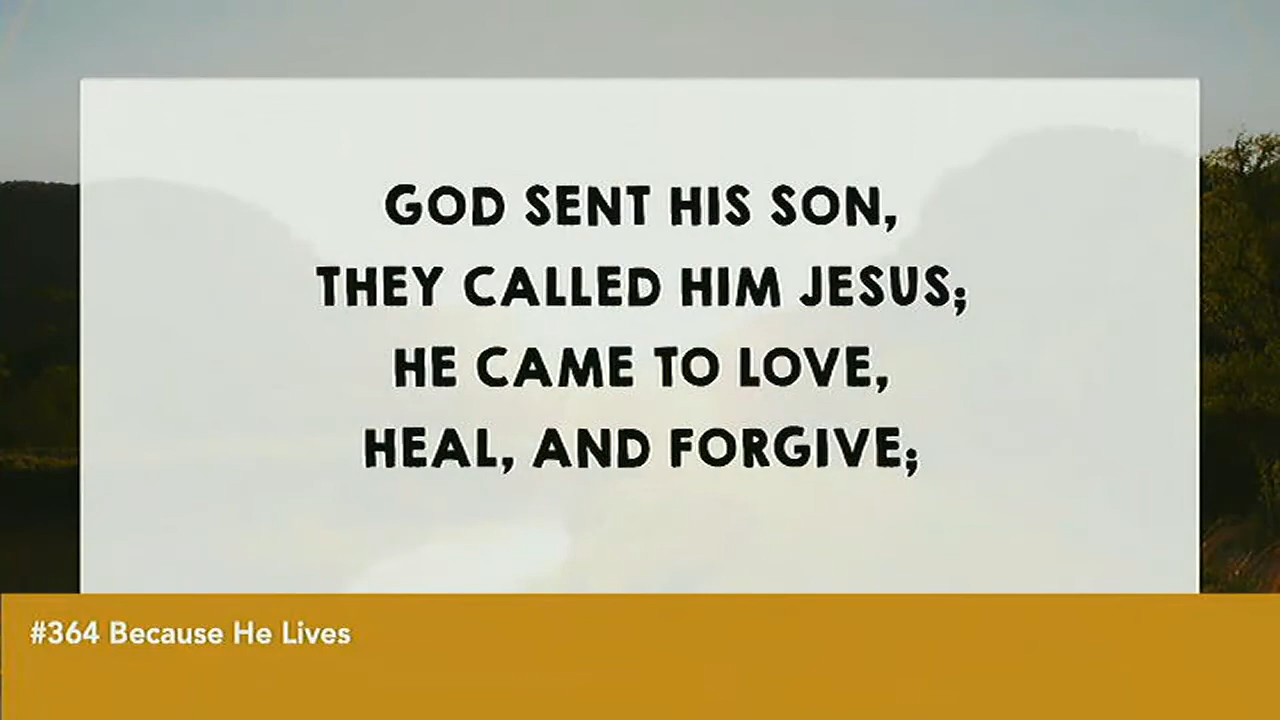 GOD SENT HIS SON,
THEY CALLED HIM JESUS;
HE CAME TO LOVE,
HEAL, AND FORGIVE;
#364 Because He Lives